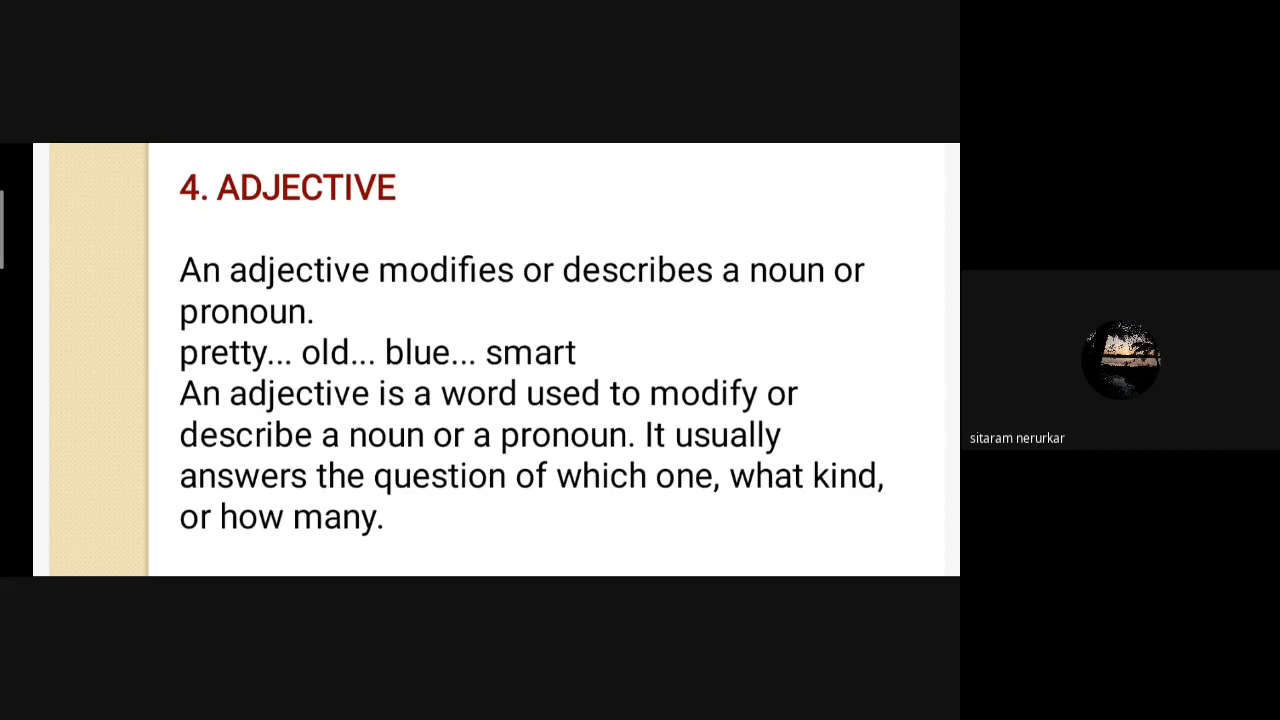 4. ADJECTIVE
An adjective modifies or describes a noun or
pronoun.
pretty... old... blue... smart
An adjective is a word used to modify or
describe a noun or a pronoun. It usually
answers the question of which one, what kind,
or how many.
sitaram nerurkar